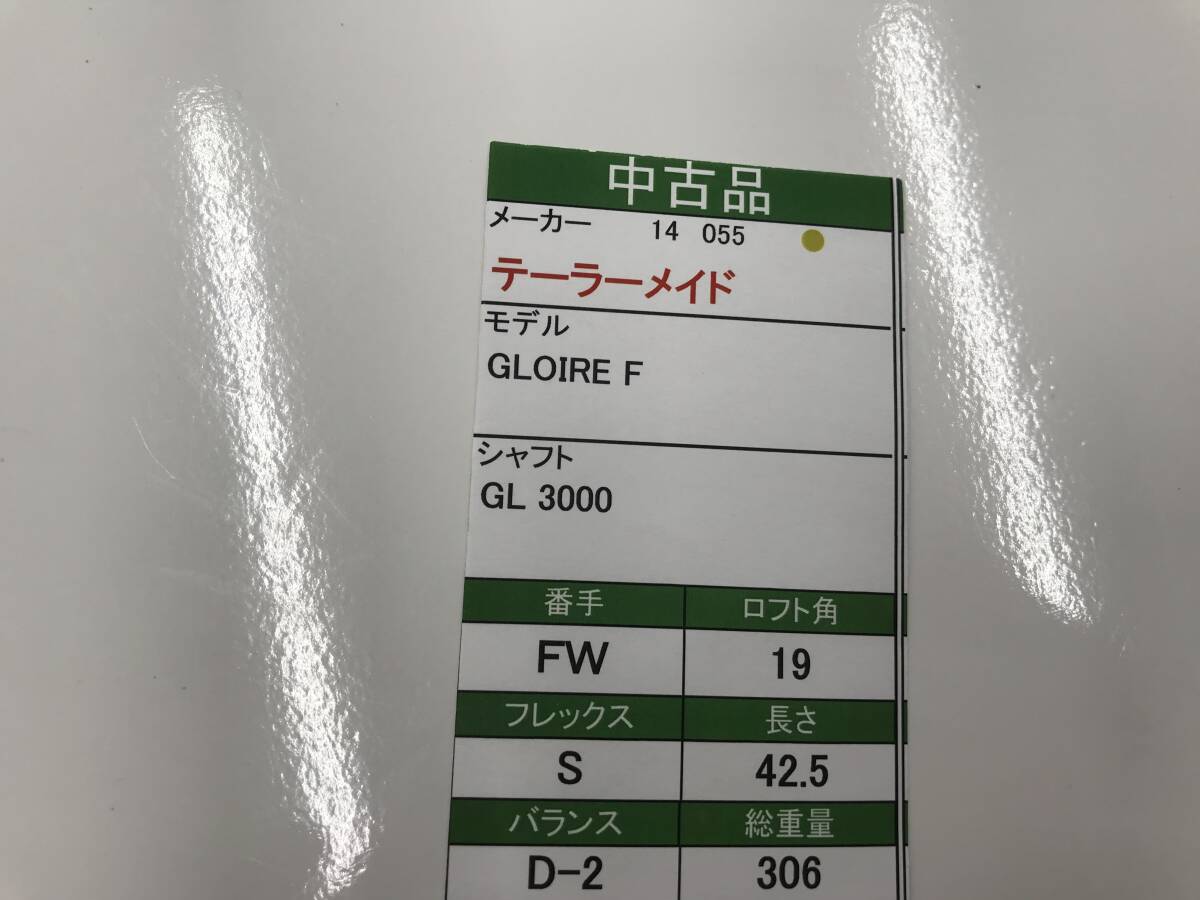 中古品
メーカー 14 055
テーラーメイド
モデル
GLOIRE F
シャフト
GL 3000
番手 ロフト角
FW 19
フレックス 長さ
S 42.5
バランス 総重量
D-2 306